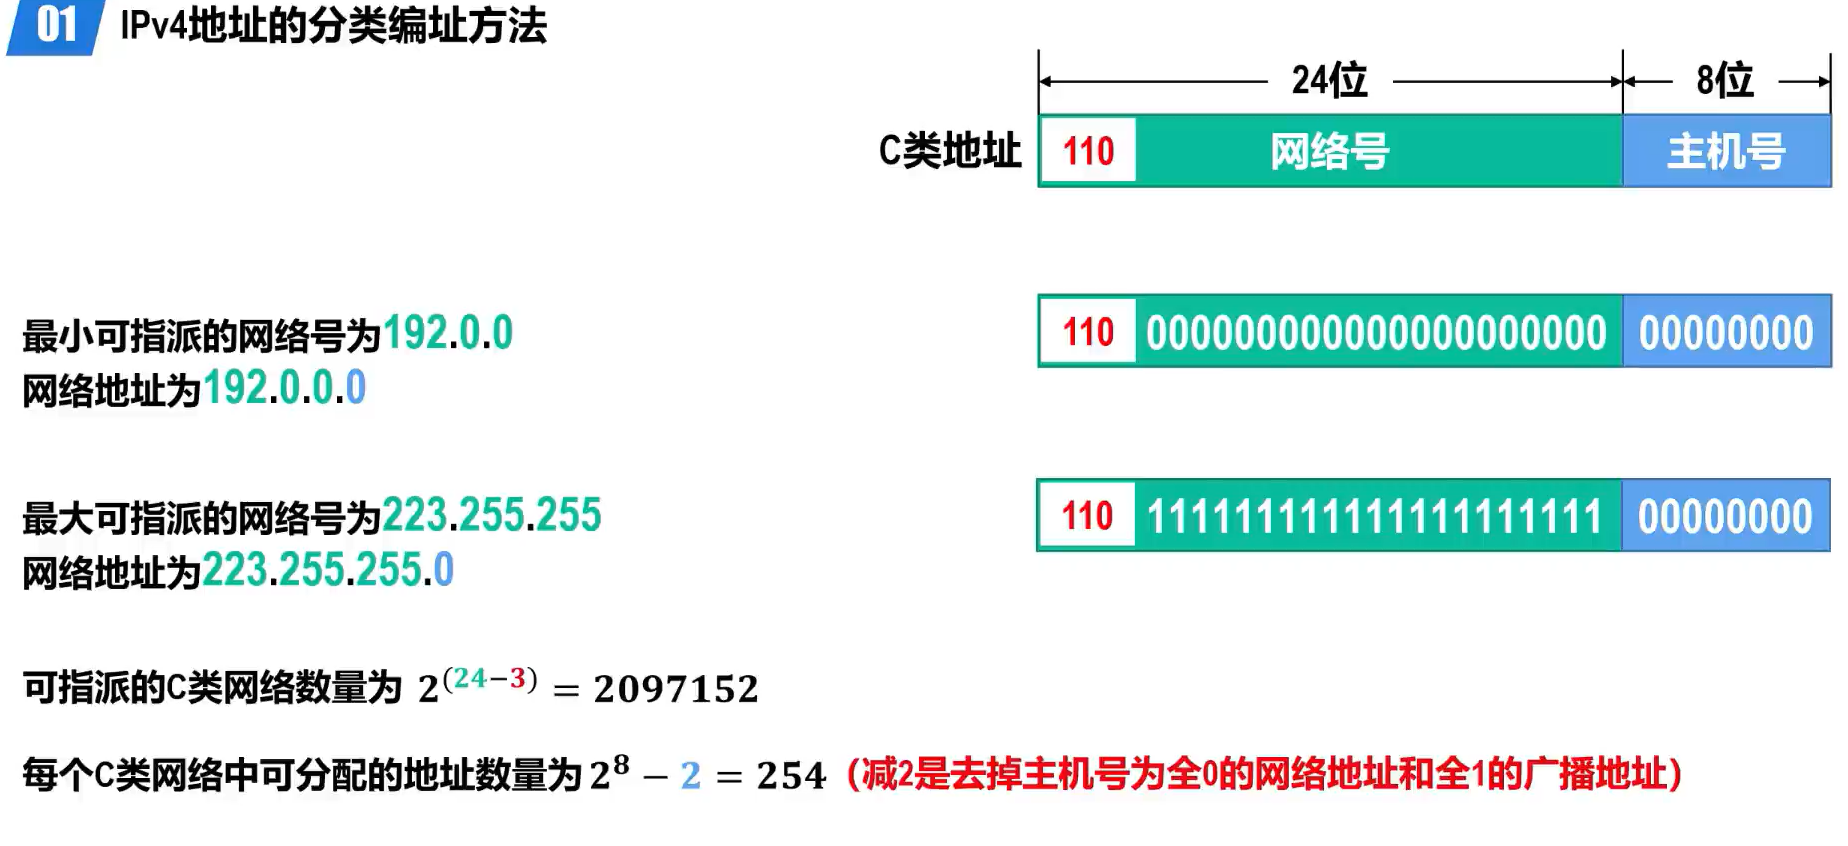 01 IPv4地址的分类编址方法
24位 8位
C类地址 110 网络号 主机号
最小可指派的网络号为192.0.0
网络地址为192.0.0.0
110 000000000000000000000 00000000
最大可指派的网络号为223.255.255
网络地址为223.255.255.0
110 111111111111111111111 00000000
可指派的C类网络数量为 2^(24−3) = 2097152
每个C类网络中可分配的地址数量为 2^8 − 2 = 254（减2是去掉主机号为全0的网络地址和全1的广播地址）